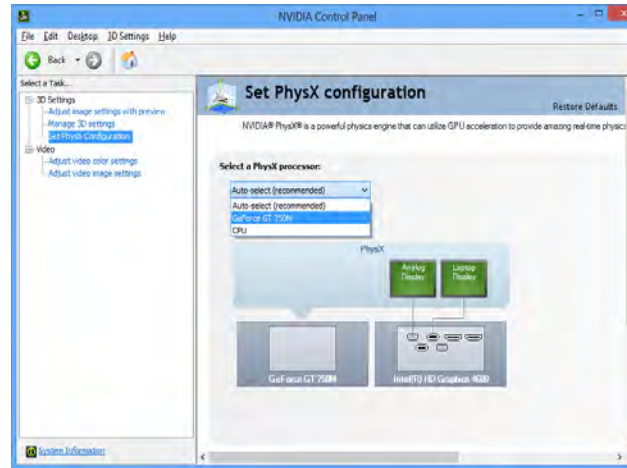 NVIDIA Control Panel
File Edit Desktop 3D Settings Help
Back
Select a Task...
3D Settings
Adjust image settings with preview
Manage 3D settings
Set PhysX Configuration
Video
Adjust video color settings
Adjust video image settings
System Information
Set PhysX configuration
Restore Defaults
NVIDIA® PhysX® is a powerful physics engine that can utilize GPU acceleration to provide amazing real-time physics
Select a PhysX processor:
Auto-select (recommended)
Auto-select (recommended)
GeForce GT 750M
CPU
PhysX
Analog Display
Laptop Display
GeForce GT 750M
Intel(R) HD Graphics 4600